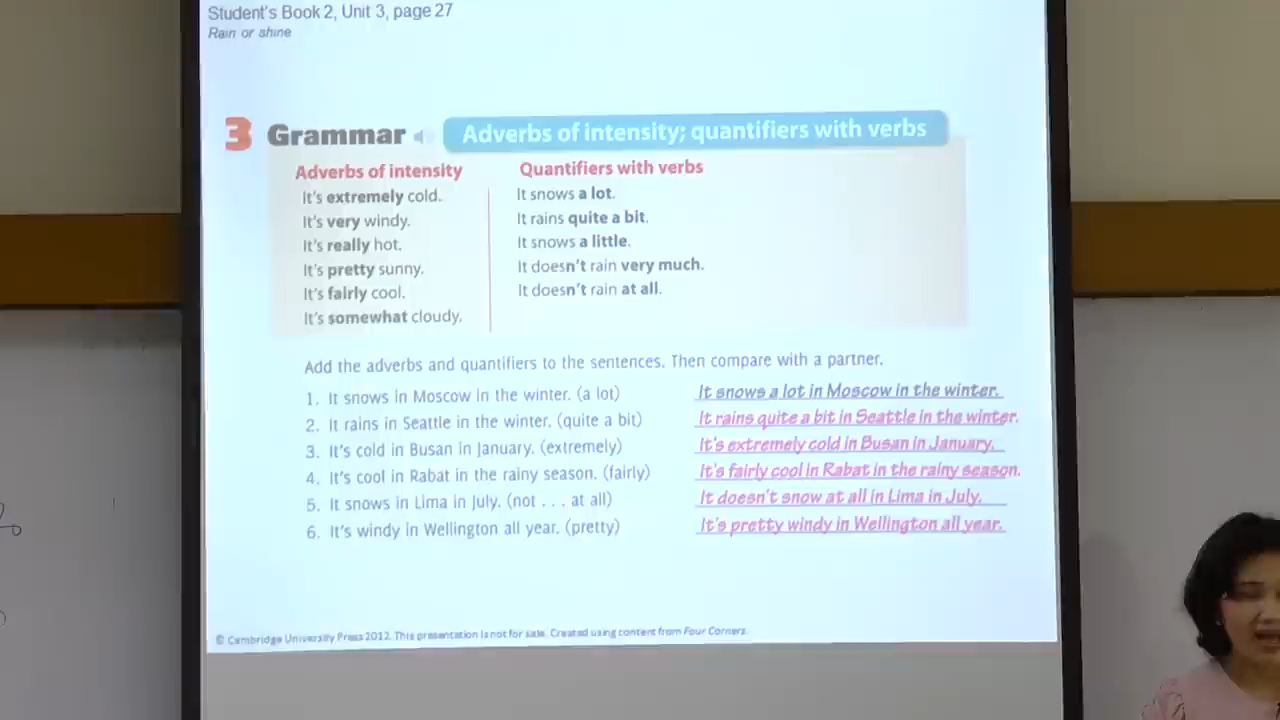 Student's Book 2, Unit 3, page 27
Rain or shine
3 Grammar
Adverbs of intensity; quantifiers with verbs
Adverbs of intensity
It's extremely cold.
It's very windy.
It's really hot.
It's pretty sunny.
It's fairly cool.
It's somewhat cloudy.
Quantifiers with verbs
It snows a lot.
It rains quite a bit.
It snows a little.
It doesn't rain very much.
It doesn't rain at all.
Add the adverbs and quantifiers to the sentences. Then compare with a partner.
1. It snows in Moscow in the winter. (a lot) It snows a lot in Moscow in the winter.
2. It rains in Seattle in the winter. (quite a bit) It rains quite a bit in Seattle in the winter.
3. It's cold in Busan in January. (extremely) It's extremely cold in Busan in January.
4. It's cool in Rabat in the rainy season. (fairly) It's fairly cool in Rabat in the rainy season.
5. It snows in Lima in July. (not . . . at all) It doesn't snow at all in Lima in July.
6. It's windy in Wellington all year. (pretty) It's pretty windy in Wellington all year.
© Cambridge University Press 2012. This presentation is not for sale. Created using content from Four Corners.